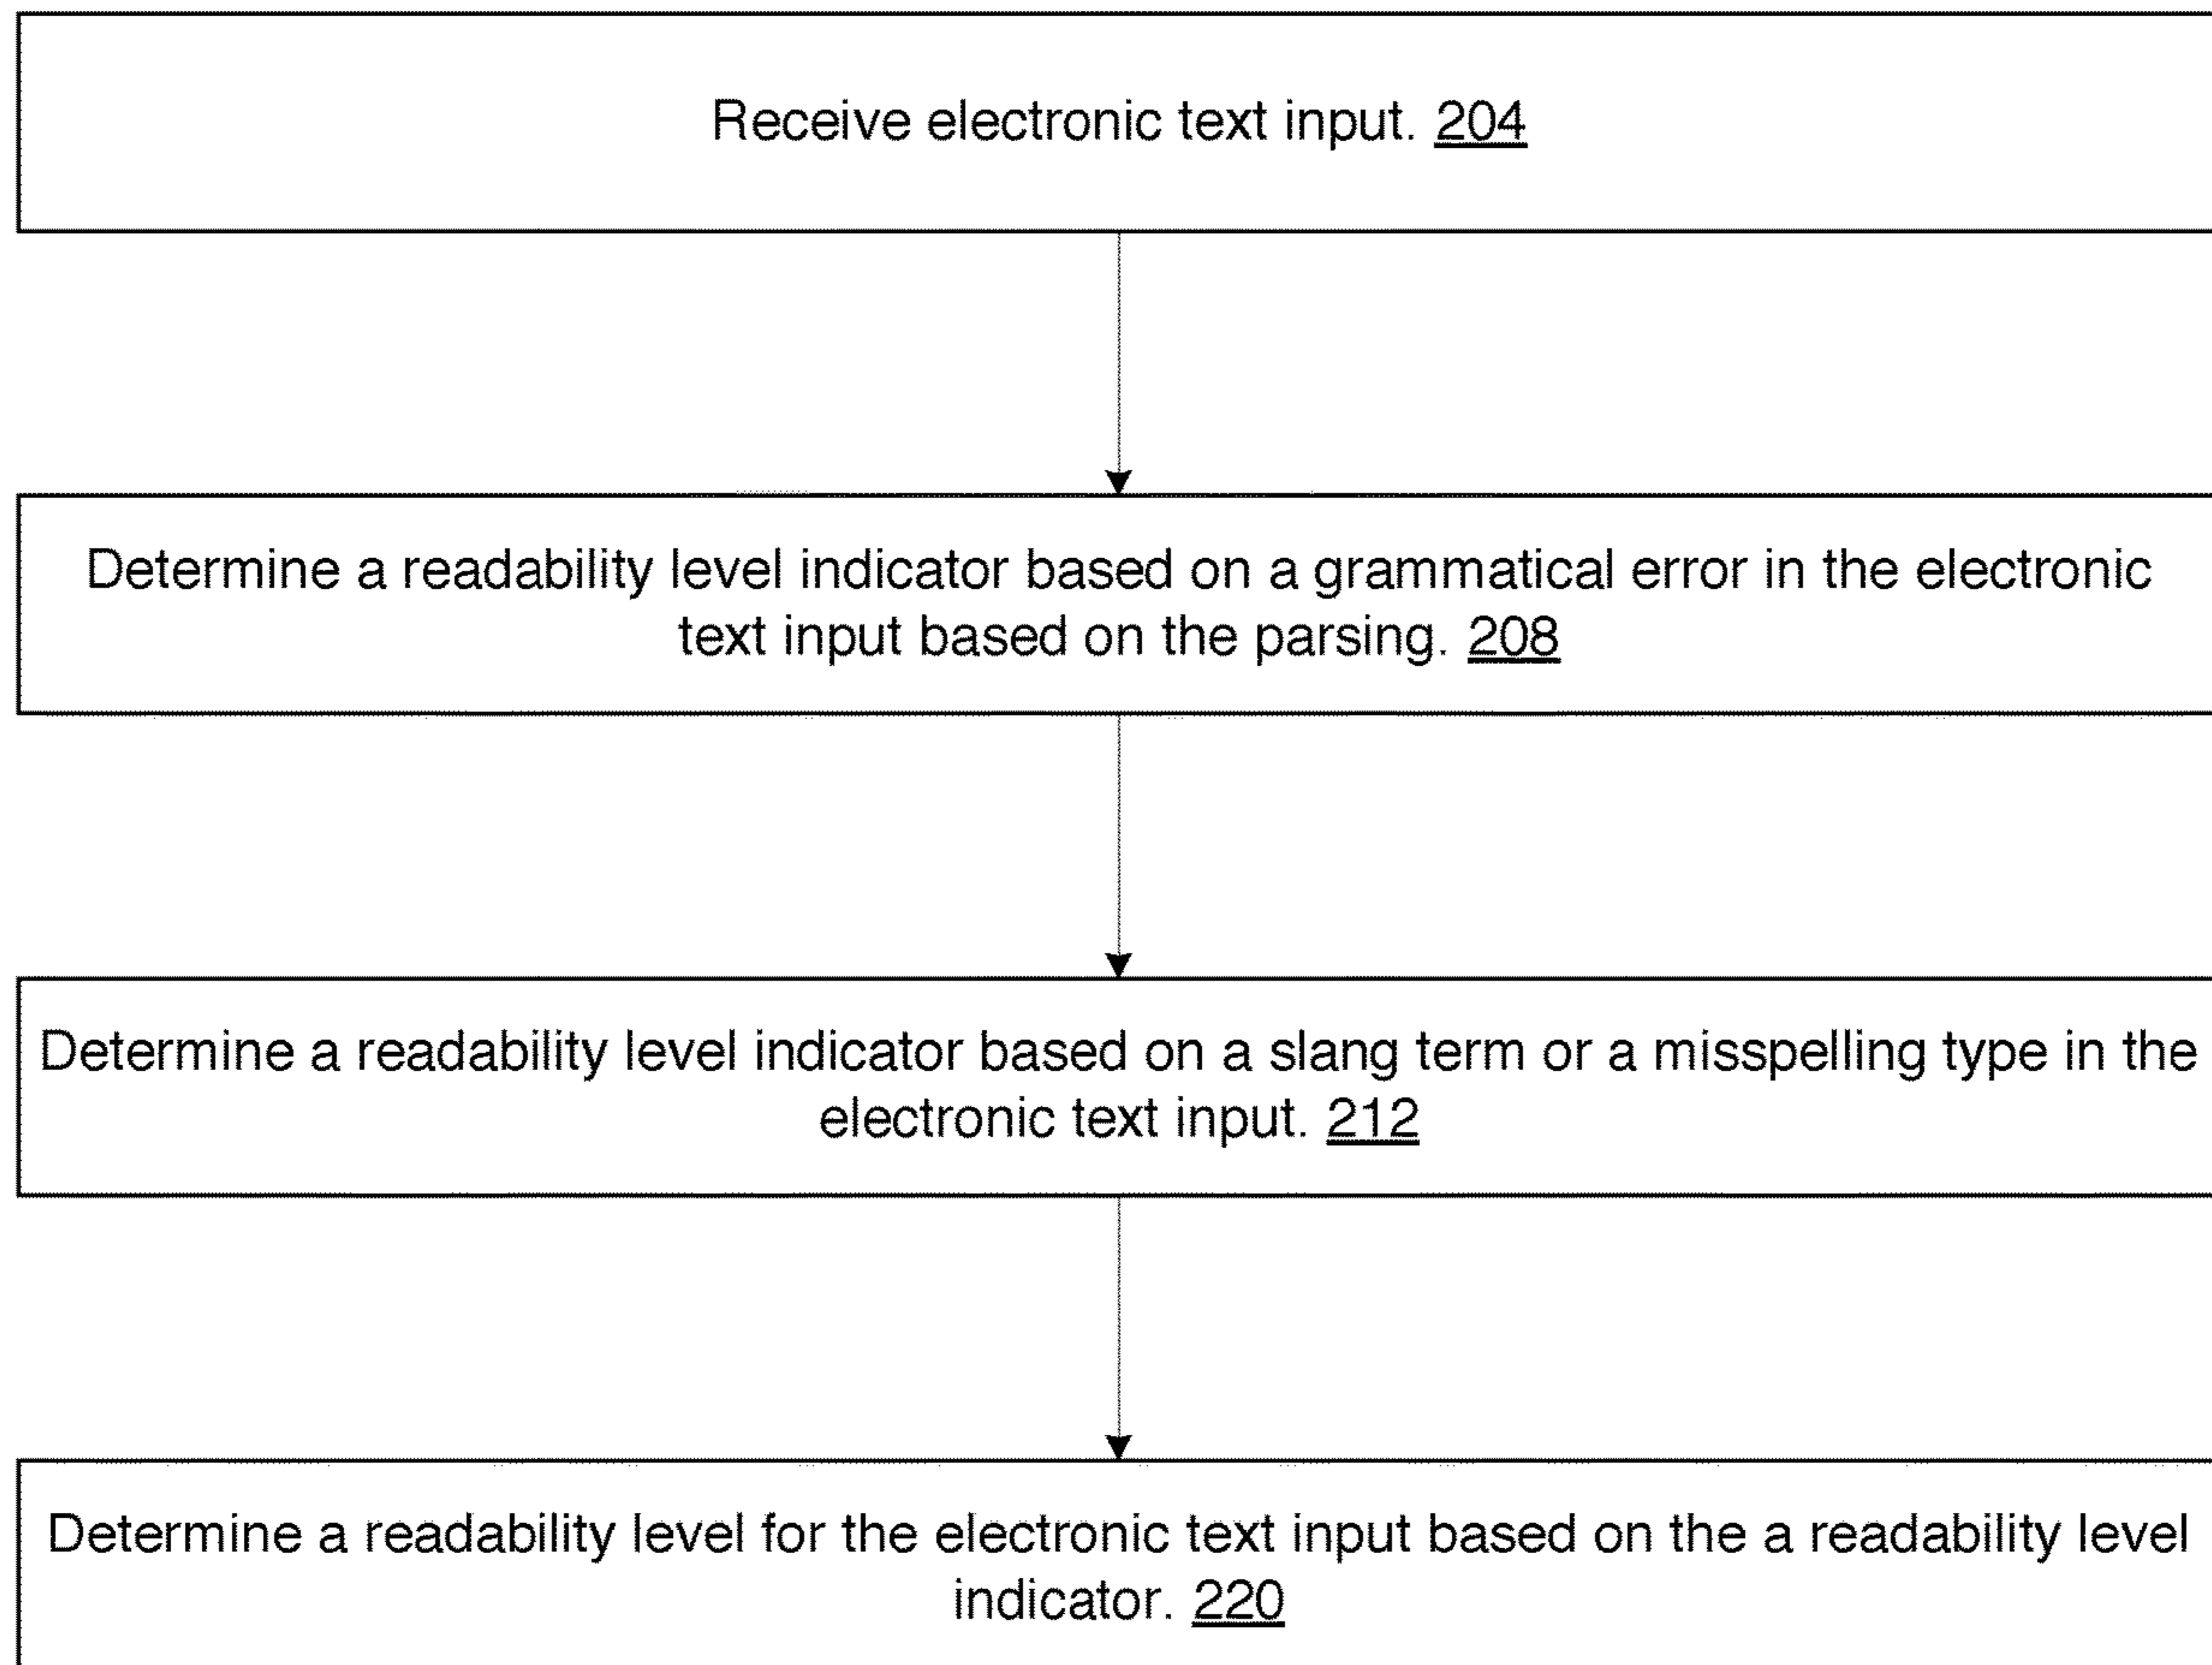 Receive electronic text input. 204
Determine a readability level indicator based on a grammatical error in the electronic
text input based on the parsing. 208
Determine a readability level indicator based on a slang term or a misspelling type in the
electronic text input. 212
Determine a readability level for the electronic text input based on the a readability level
indicator. 220